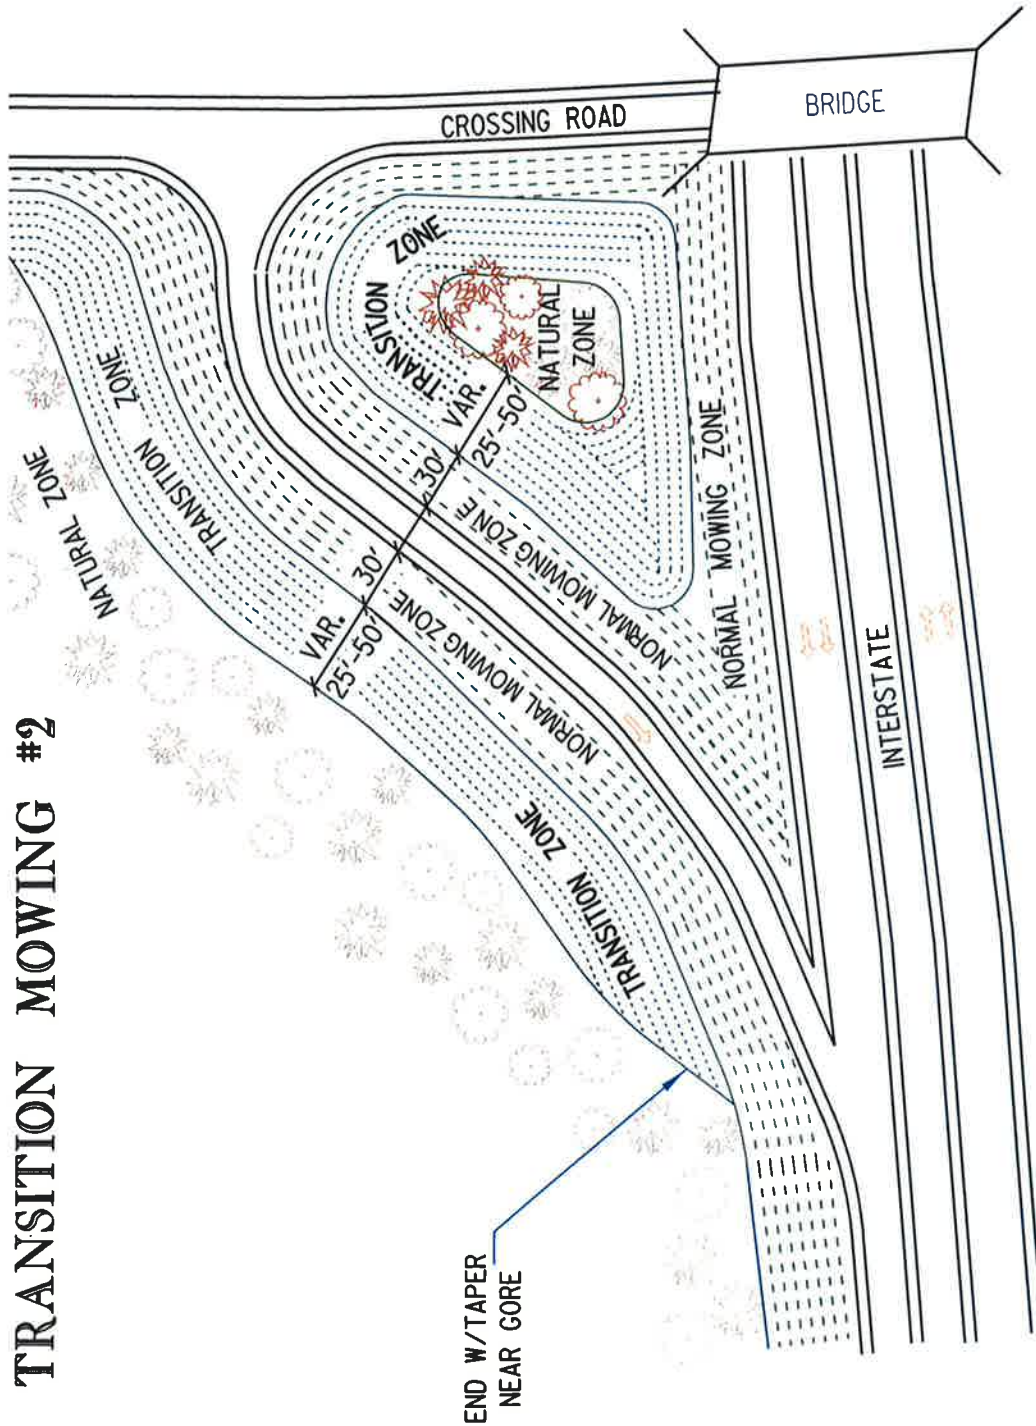 TRANSITION MOWING #2
NATURAL ZONE
TRANSITION ZONE
CROSSING ROAD
BRIDGE
TRANSITION ZONE
NATURAL
ZONE
VAR.
25'-50'
30'
30'
VAR.
25'-50'
NORMAL MOWING ZONE
NORMAL MOWING ZONE
NORMAL MOWING ZONE
TRANSITION ZONE
INTERSTATE
END W/TAPER
NEAR GORE